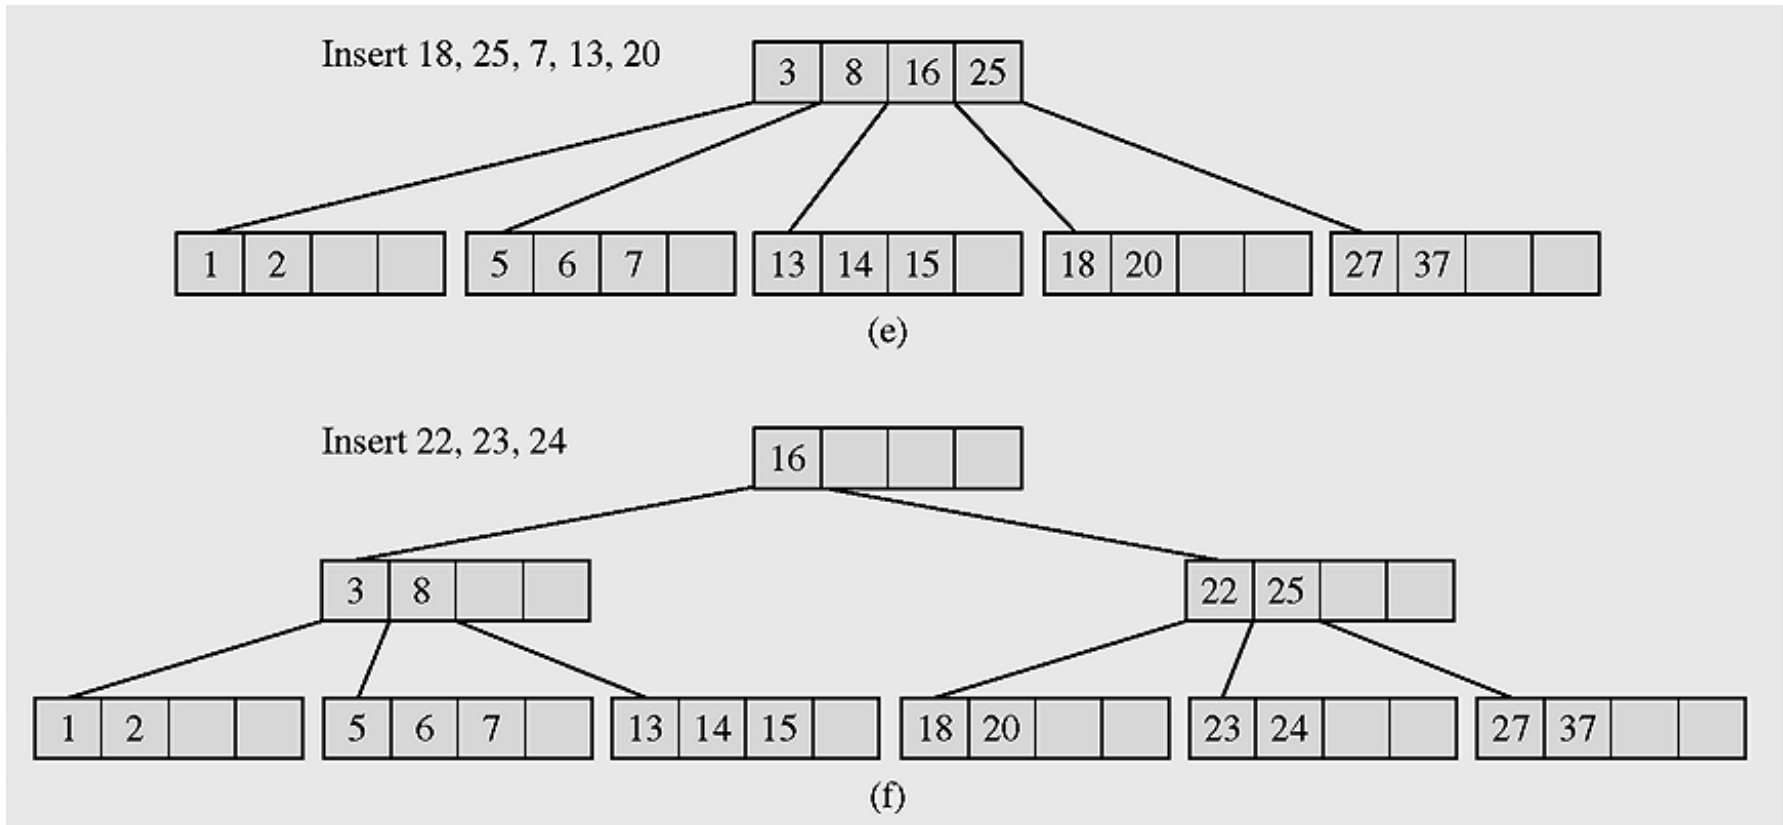 Insert 18, 25, 7, 13, 20
3 8 16 25
1 2 5 6 7 13 14 15 18 20 27 37
(e)
Insert 22, 23, 24
16
3 8 22 25
1 2 5 6 7 13 14 15 18 20 23 24 27 37
(f)